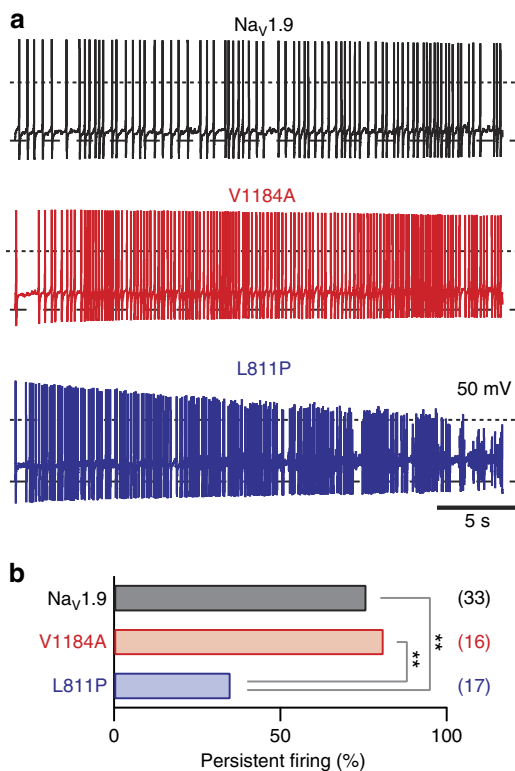 a
NaV1.9
V1184A
L811P
50 mV
5 s
b
NaV1.9 (33)
V1184A (16)
L811P (17)
**
**
0 50 100
Persistent firing (%)